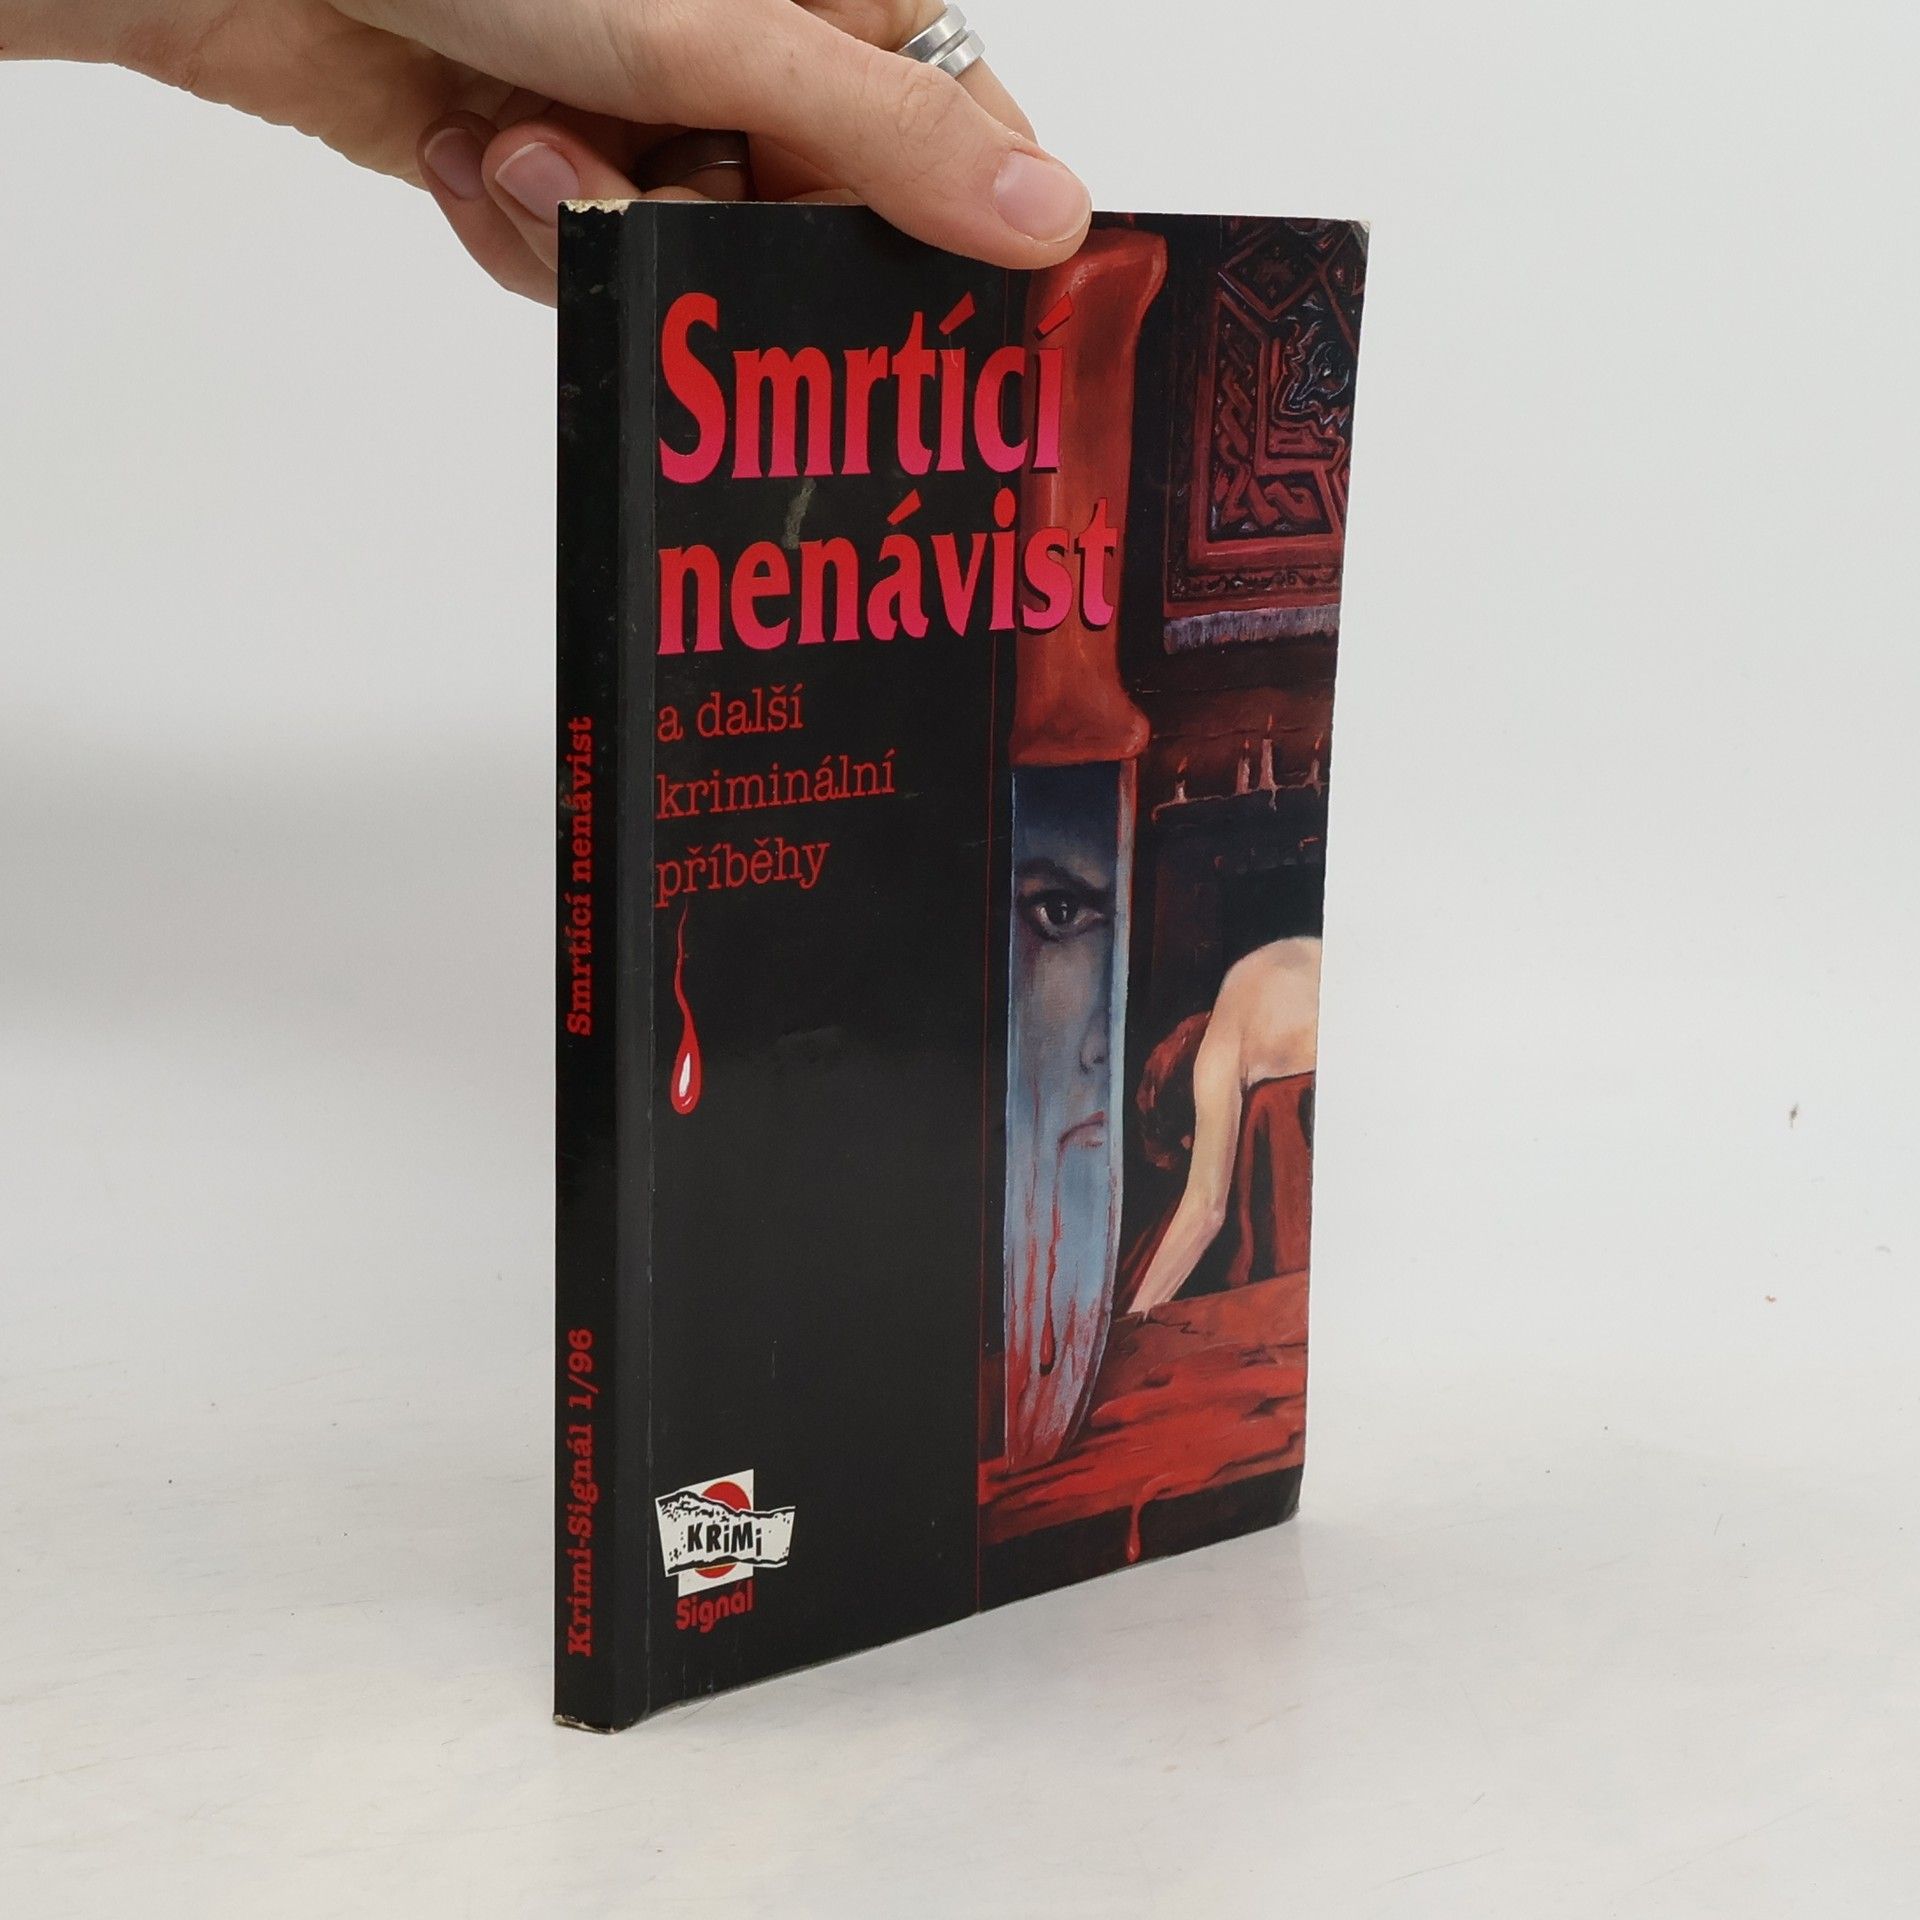 Smrtící
nenávist
a další
kriminální
příběhy
KRiMi
Signál
Smrtící nenávist
Krimi-Signál 1/96